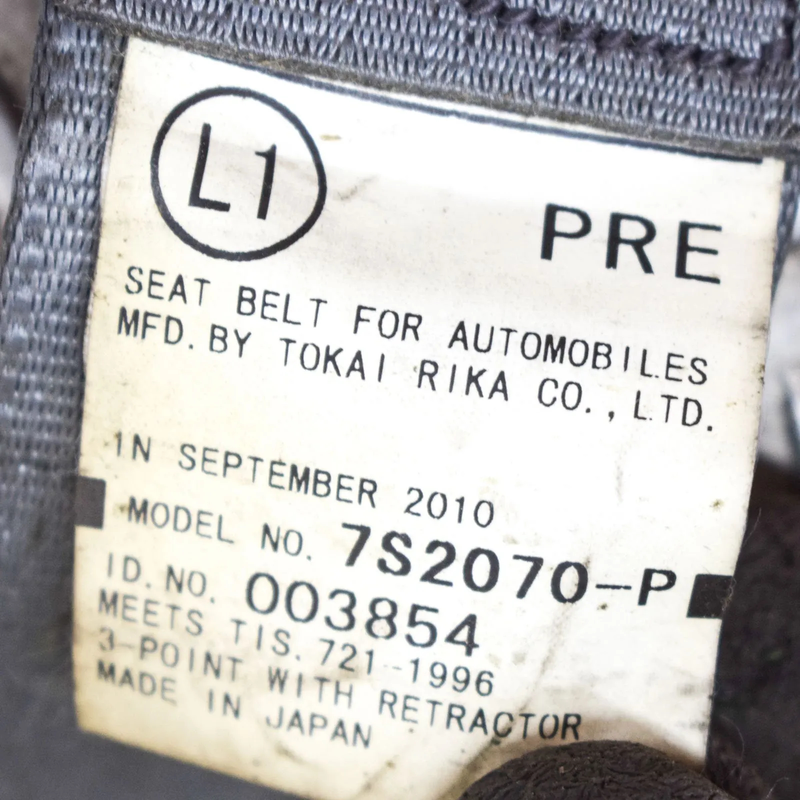 L1
PRE
SEAT BELT FOR AUTOMOBILES
MFD. BY TOKAI RIKA CO., LTD.
IN SEPTEMBER 2010
MODEL NO. 7S2070-P
ID. NO. 003854
MEETS TIS. 721-1996
3-POINT WITH RETRACTOR
MADE IN JAPAN